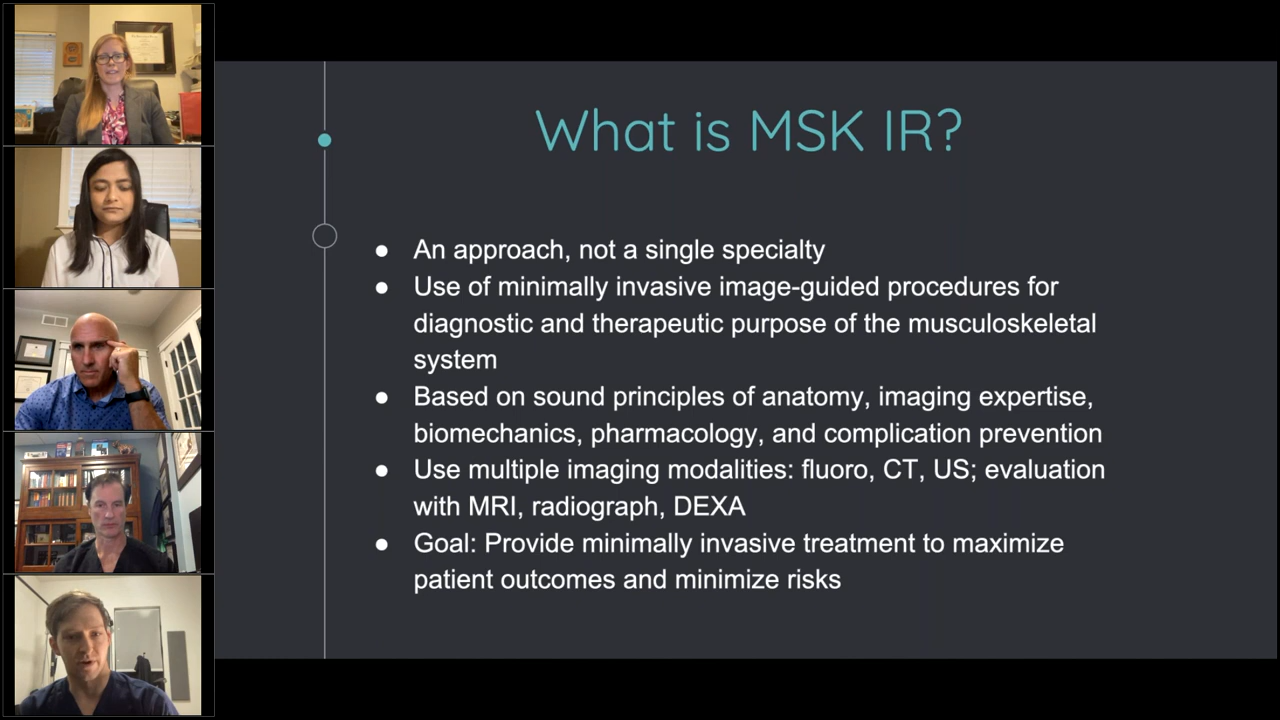 What is MSK IR?
● An approach, not a single specialty
● Use of minimally invasive image-guided procedures for
diagnostic and therapeutic purpose of the musculoskeletal
system
● Based on sound principles of anatomy, imaging expertise,
biomechanics, pharmacology, and complication prevention
● Use multiple imaging modalities: fluoro, CT, US; evaluation
with MRI, radiograph, DEXA
● Goal: Provide minimally invasive treatment to maximize
patient outcomes and minimize risks